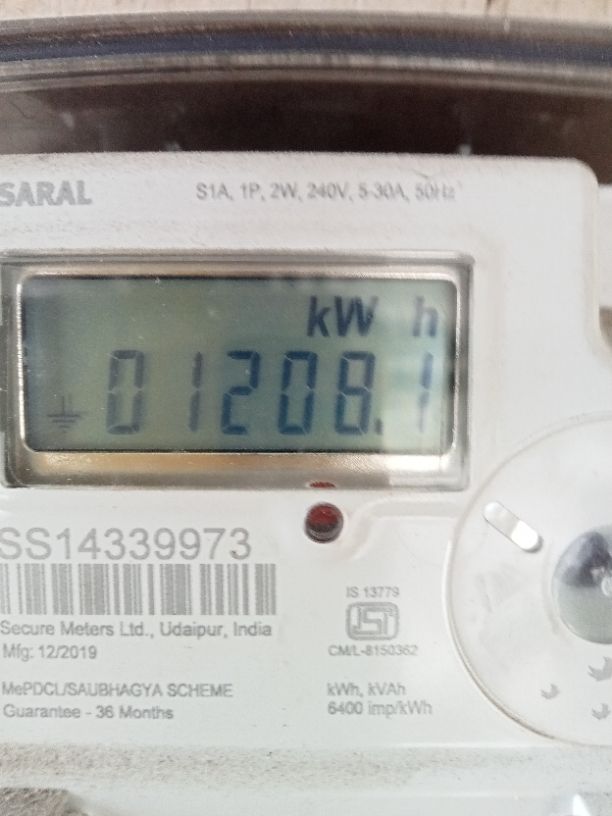 SARAL
S1A, 1P, 2W, 240V, 5-30A, 50Hz
kW h
01208.1
SS14339973
Secure Meters Ltd., Udaipur, India
Mfg: 12/2019
MePDCL/SAUBHAGYA SCHEME
Guarantee - 36 Months
IS 13779
ISI
CM/L-8150362
kWh, kVAh
6400 imp/kWh